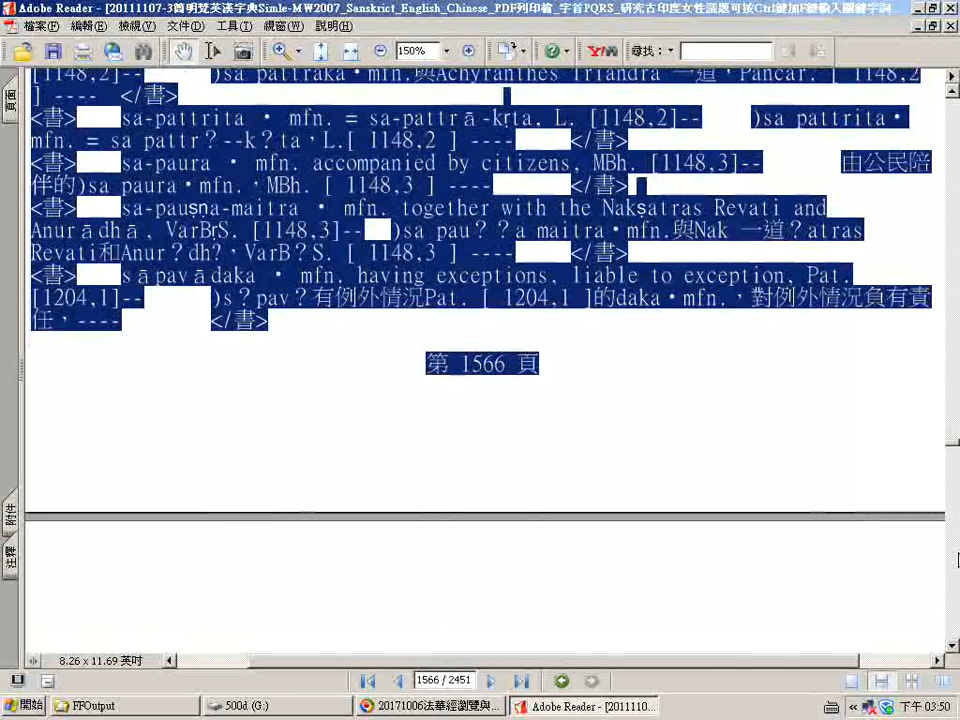 Adobe Reader - [20111107-3簡明梵英漢字典Simle-MW2007_Sanskrict_English_Chinese_PDF列印檔_字首PQRS_研究古印度女性議題可按Ctrl鍵加F鍵輸入關鍵字詞...
檔案(F) 編輯(E) 檢視(V) 文件(D) 工具(T) 視窗(W) 說明(H)
150% 尋找：
[1148,2]-- )sa pattraka‧mfn.與Achyranthes Triandra 一道，Pancar. [ 1148,2
] ---- </書>
<書> sa-pattrita ‧ mfn. = sa-pattrā-kṛta, L. [1148,2]-- )sa pattrita‧
mfn. = sa pattr？--k？ta，L.[ 1148,2 ] ---- </書>
<書> sa-paura ‧ mfn. accompanied by citizens, MBh. [1148,3]-- 由公民陪
伴的)sa paura‧mfn.，MBh. [ 1148,3 ] ---- </書>
<書> sa-pauṣṇa-maitra ‧ mfn. together with the Nakṣatras Revati and
Anurādhā, VarBṛS. [1148,3]-- )sa pau？？a maitra‧mfn.與Nak 一道？atras
Revati和Anur？dh?，VarB？S. [ 1148,3 ] ---- </書>
<書> sāpavādaka ‧ mfn. having exceptions, liable to exception, Pat.
[1204,1]-- )s？pav？有例外情況Pat. [ 1204,1 ]的daka‧mfn.，對例外情況負有責
任，---- </書>
第 1566 頁
頁面
附件
注釋
8.26 x 11.69 英吋
1566 / 2451
開始 FFOutput 500d (G:) 20171006法華經瀏覽與... Adobe Reader - [2011110... 下午 03:50